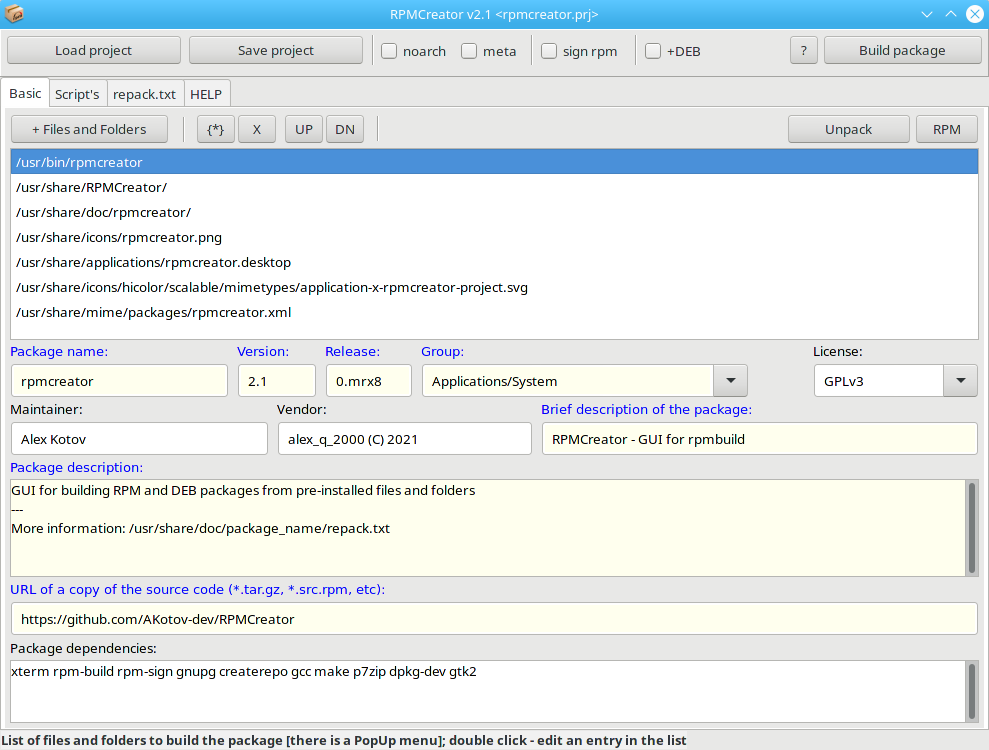 RPMCreator v2.1 <rpmcreator.prj>
Load project Save project noarch meta sign rpm +DEB ? Build package
Basic Script's repack.txt HELP
+ Files and Folders {*} X UP DN Unpack RPM
/usr/bin/rpmcreator
/usr/share/RPMCreator/
/usr/share/doc/rpmcreator/
/usr/share/icons/rpmcreator.png
/usr/share/applications/rpmcreator.desktop
/usr/share/icons/hicolor/scalable/mimetypes/application-x-rpmcreator-project.svg
/usr/share/mime/packages/rpmcreator.xml
Package name: Version: Release: Group: License:
rpmcreator 2.1 0.mrx8 Applications/System GPLv3
Maintainer: Vendor: Brief description of the package:
Alex Kotov alex_q_2000 (C) 2021 RPMCreator - GUI for rpmbuild
Package description:
GUI for building RPM and DEB packages from pre-installed files and folders
---
More information: /usr/share/doc/package_name/repack.txt
URL of a copy of the source code (*.tar.gz, *.src.rpm, etc):
https://github.com/AKotov-dev/RPMCreator
Package dependencies:
xterm rpm-build rpm-sign gnupg createrepo gcc make p7zip dpkg-dev gtk2
List of files and folders to build the package [there is a PopUp menu]; double click - edit an entry in the list